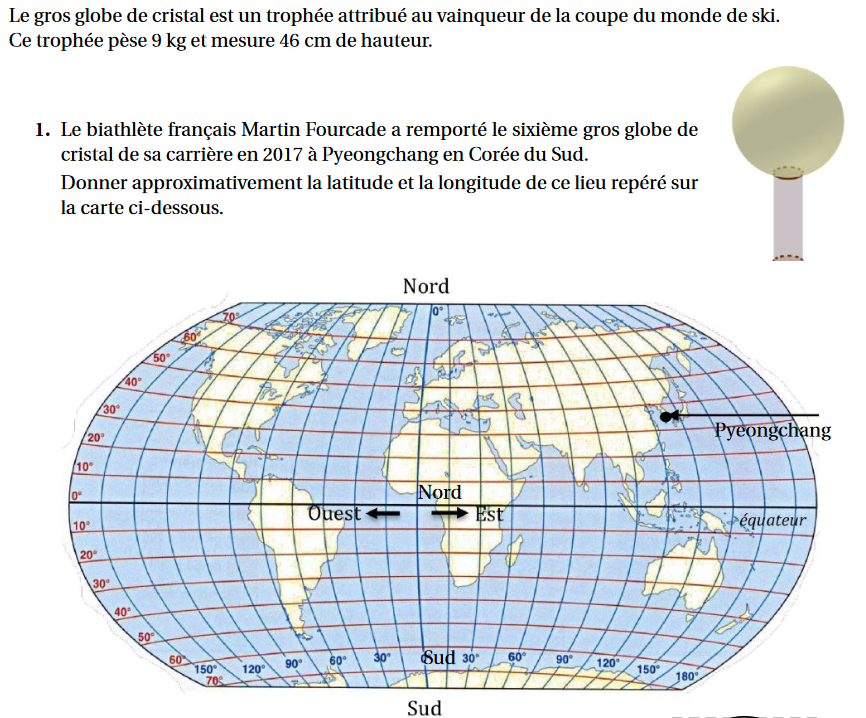 Le gros globe de cristal est un trophée attribué au vainqueur de la coupe du monde de ski.
Ce trophée pèse 9 kg et mesure 46 cm de hauteur.
1. Le biathlète français Martin Fourcade a remporté le sixième gros globe de
cristal de sa carrière en 2017 à Pyeongchang en Corée du Sud.
Donner approximativement la latitude et la longitude de ce lieu repéré sur
la carte ci-dessous.
Nord
0°
70°
60°
50°
40°
30°
20°
10°
0°
10°
20°
30°
40°
50°
60°
70°
Pyeongchang
Nord
Ouest Est
équateur
150° 120° 90° 60° 30° Sud 30° 60° 90° 120° 150° 180°
Sud